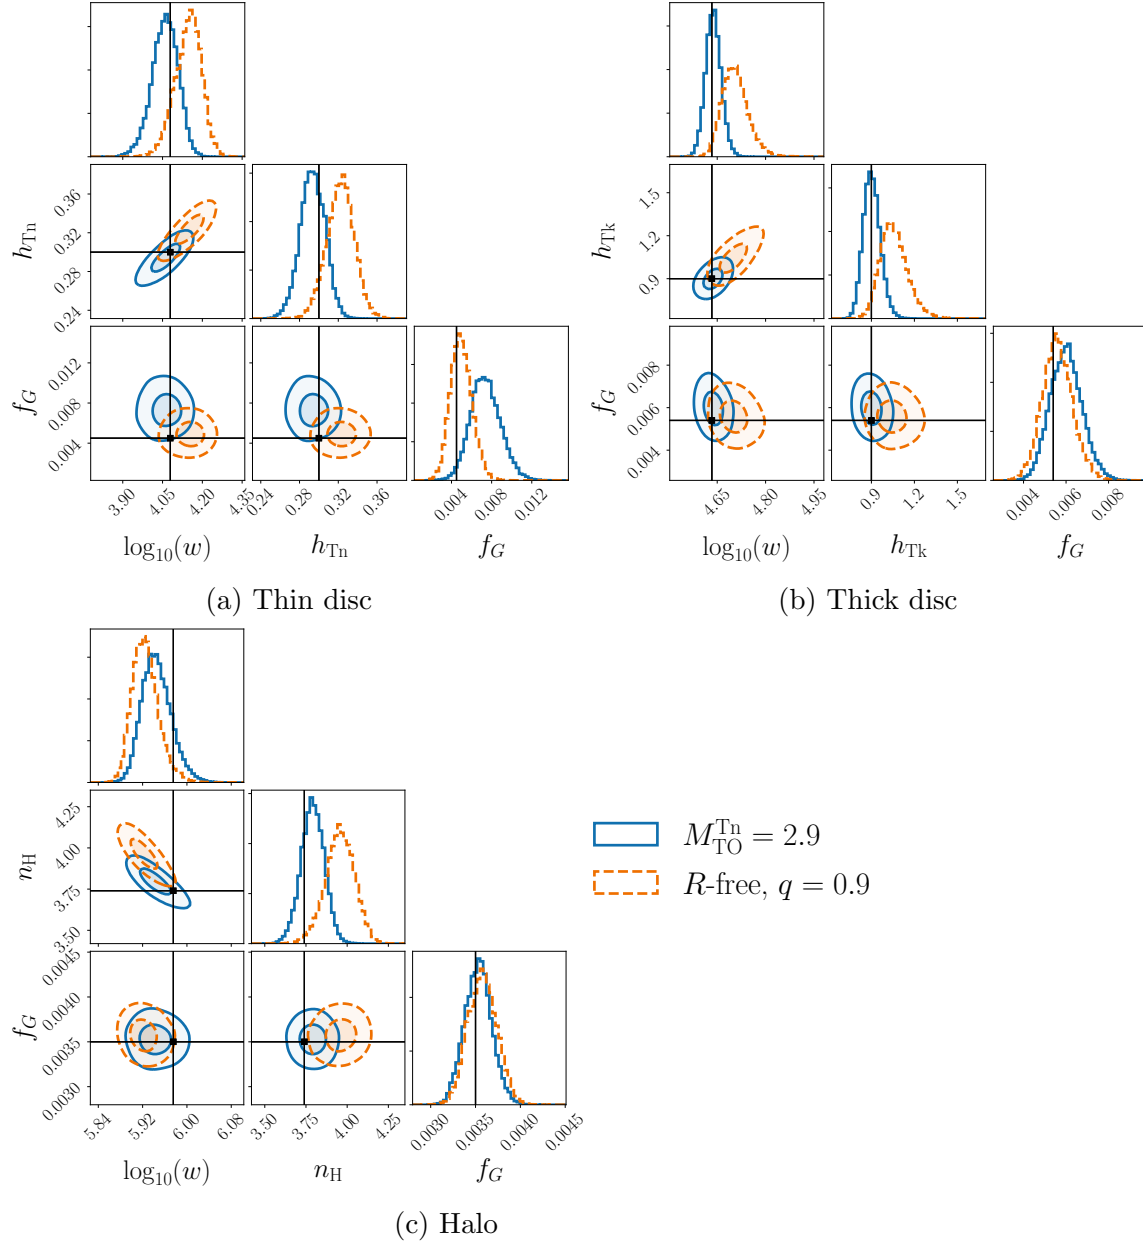 h_Tn
0.36
0.32
0.28
0.24
f_G
0.012
0.008
0.004
3.90
4.05
4.20
4.35
0.24
0.28
0.32
0.36
0.004
0.008
0.012
log₁₀(w)
h_Tn
f_G
(a) Thin disc
h_Tk
1.5
1.2
0.9
f_G
0.008
0.006
0.004
4.65
4.80
4.95
0.9
1.2
1.5
0.004
0.006
0.008
log₁₀(w)
h_Tk
f_G
(b) Thick disc
n_H
4.25
4.00
3.75
3.50
f_G
0.0045
0.0040
0.0035
0.0030
5.84
5.92
6.00
6.08
3.50
3.75
4.00
4.25
0.0030
0.0035
0.0040
0.0045
log₁₀(w)
n_H
f_G
(c) Halo
M_TO^Tn = 2.9
R-free, q = 0.9